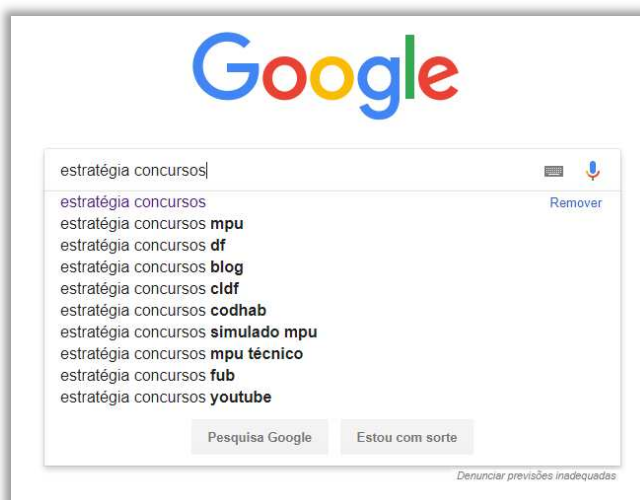 Google
estratégia concursos
estratégia concursos Remover
estratégia concursos mpu
estratégia concursos df
estratégia concursos blog
estratégia concursos cldf
estratégia concursos codhab
estratégia concursos simulado mpu
estratégia concursos mpu técnico
estratégia concursos fub
estratégia concursos youtube
Pesquisa Google Estou com sorte
Denunciar previsões inadequadas